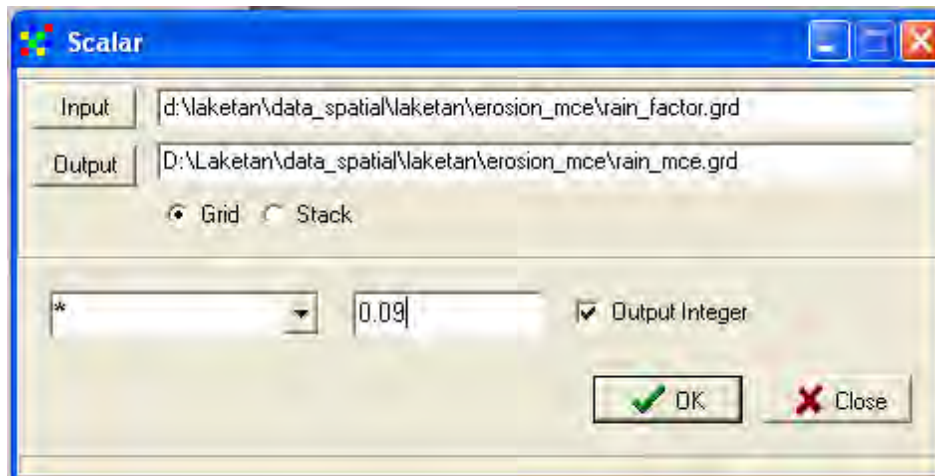 Scalar
Input d:\laketan\data_spatial\laketan\erosion_mce\rain_factor.grd
Output D:\Laketan\data_spatial\laketan\erosion_mce\rain_mce.grd
Grid Stack
* 0.09 Output Integer
OK Close